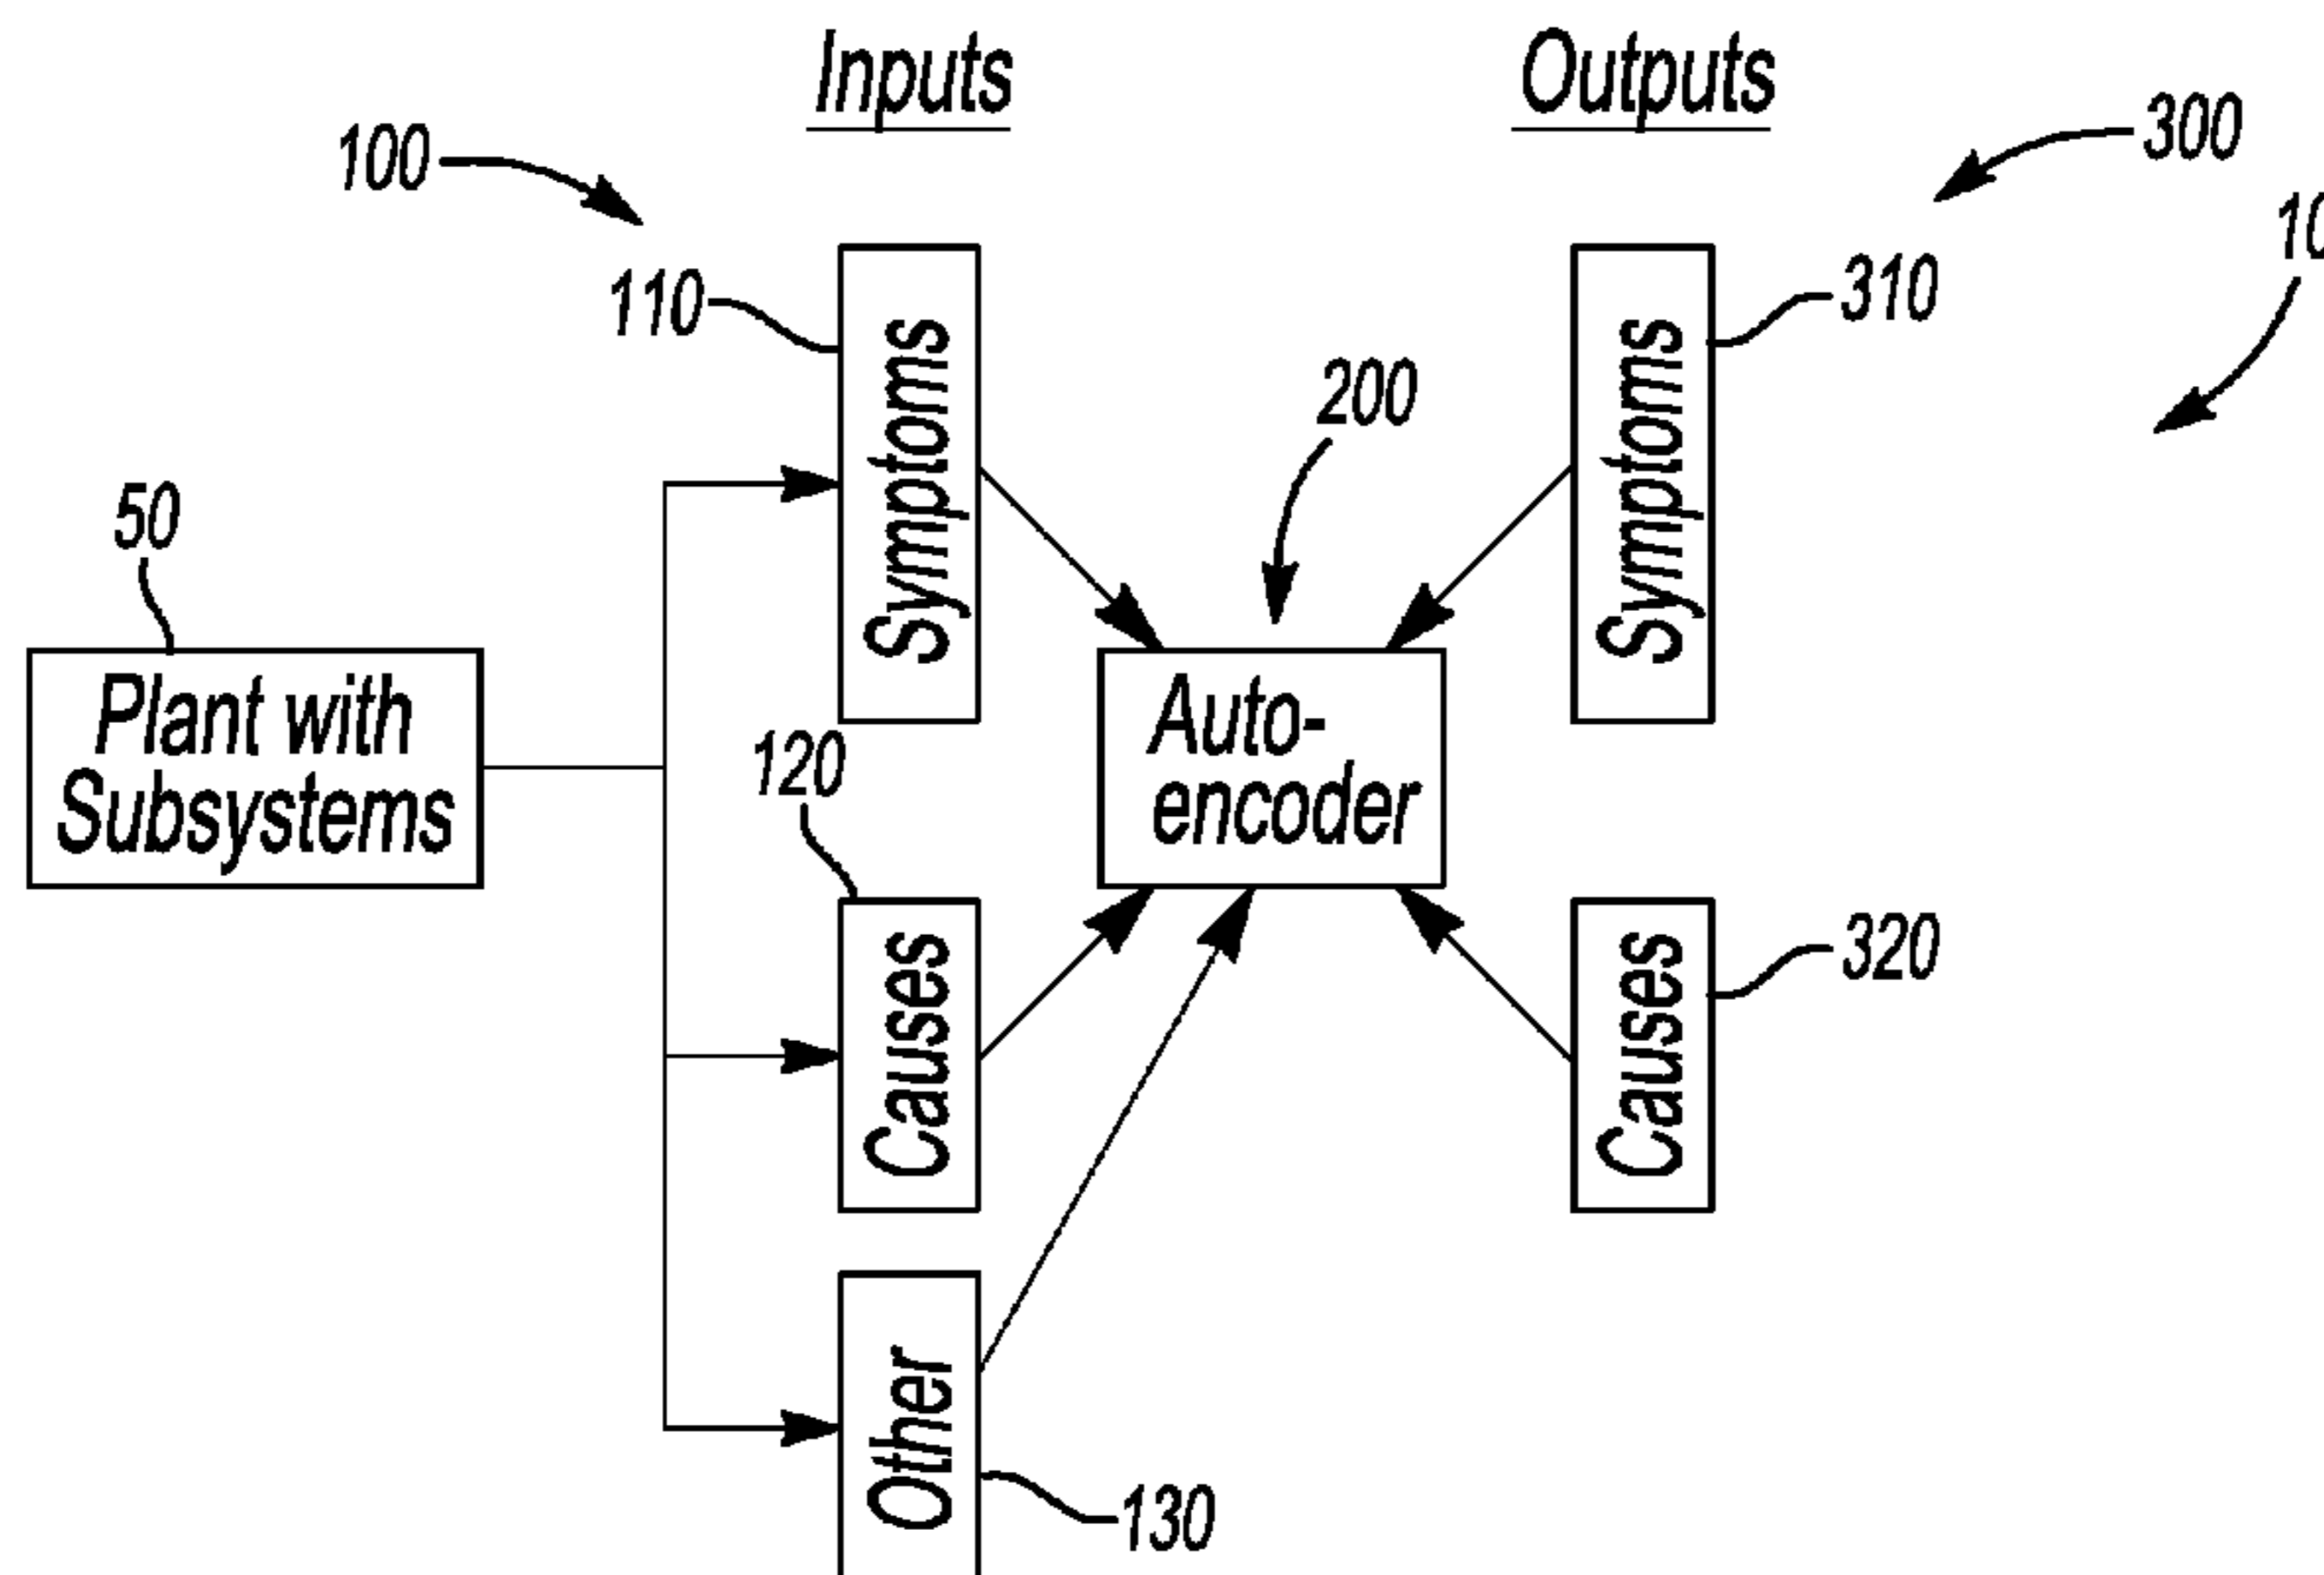 Inputs
Outputs
100
300
10
110
310
Symptoms
Symptoms
200
50
Plant with
Subsystems
Auto-
encoder
120
Causes
Causes
320
Other
130